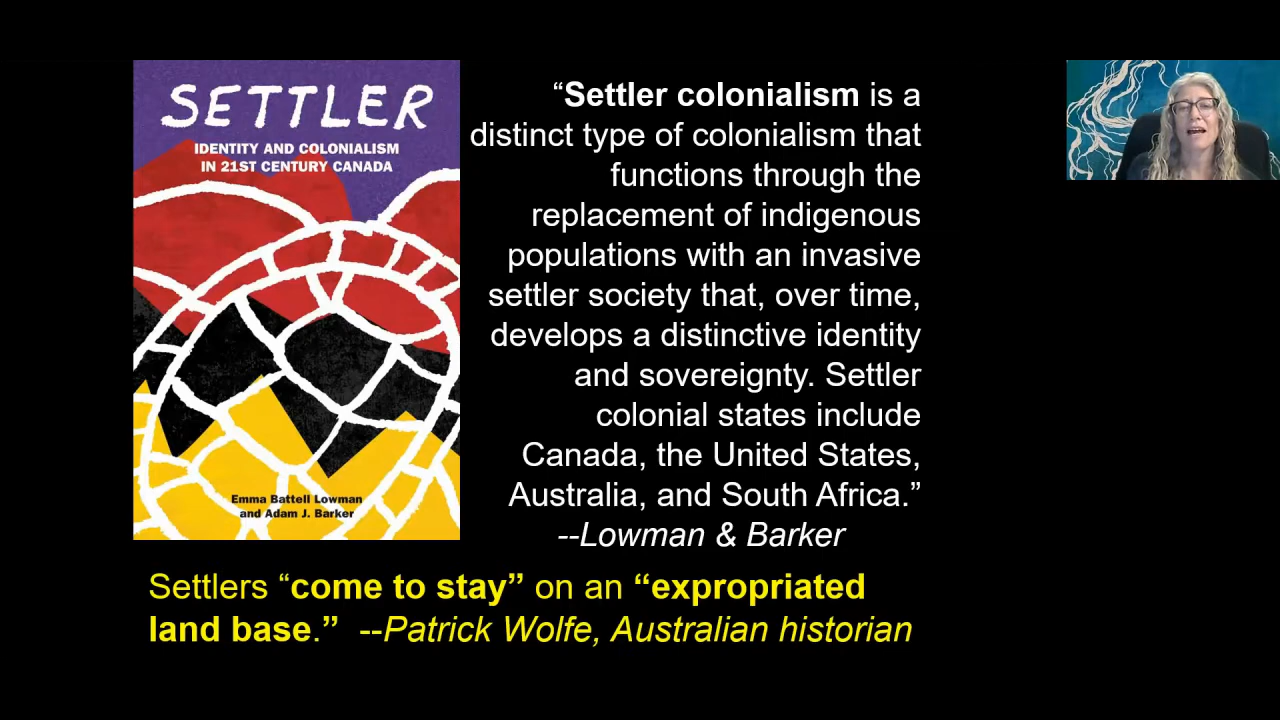 SETTLER
IDENTITY AND COLONIALISM
IN 21ST CENTURY CANADA
Emma Battell Lowman
and Adam J. Barker
“Settler colonialism is a
distinct type of colonialism that
functions through the
replacement of indigenous
populations with an invasive
settler society that, over time,
develops a distinctive identity
and sovereignty. Settler
colonial states include
Canada, the United States,
Australia, and South Africa.”
--Lowman & Barker
Settlers “come to stay” on an “expropriated
land base.” --Patrick Wolfe, Australian historian